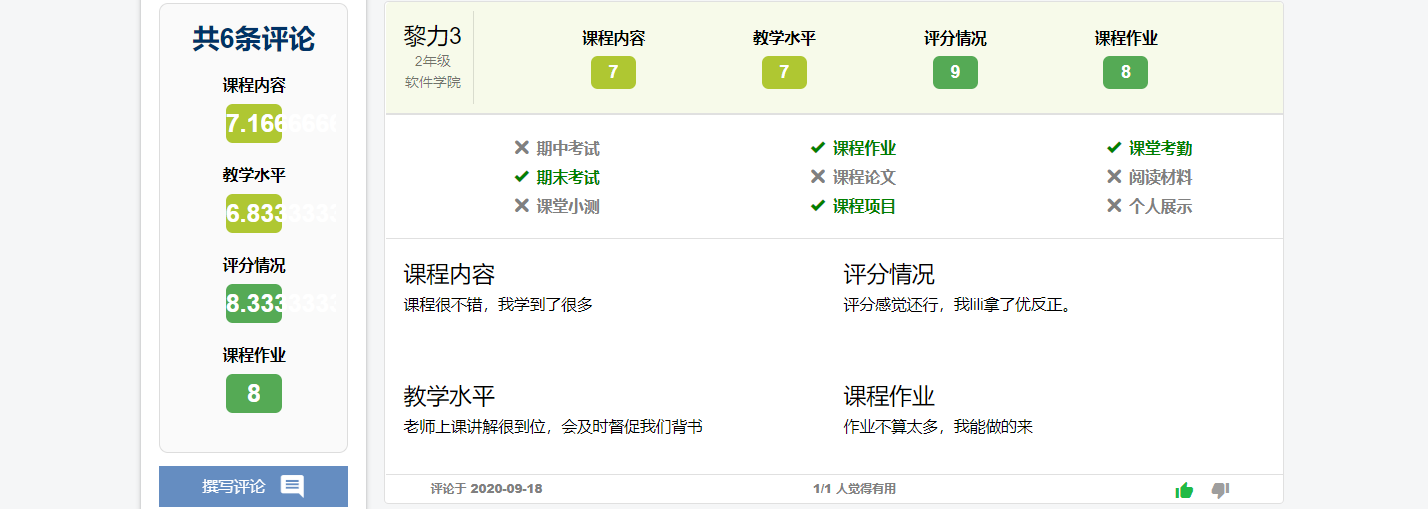 共6条评论
课程内容
7.1666666
教学水平
6.8333333
评分情况
8.3333333
课程作业
8
撰写评论
黎力3
2年级
软件学院
课程内容
7
教学水平
7
评分情况
9
课程作业
8
期中考试
课程作业
课堂考勤
期末考试
课程论文
阅读材料
课堂小测
课程项目
个人展示
课程内容
课程很不错，我学到了很多
评分情况
评分感觉还行，我lili拿了优反正。
教学水平
老师上课讲解很到位，会及时督促我们背书
课程作业
作业不算太多，我能做的来
评论于 2020-09-18
1/1 人觉得有用